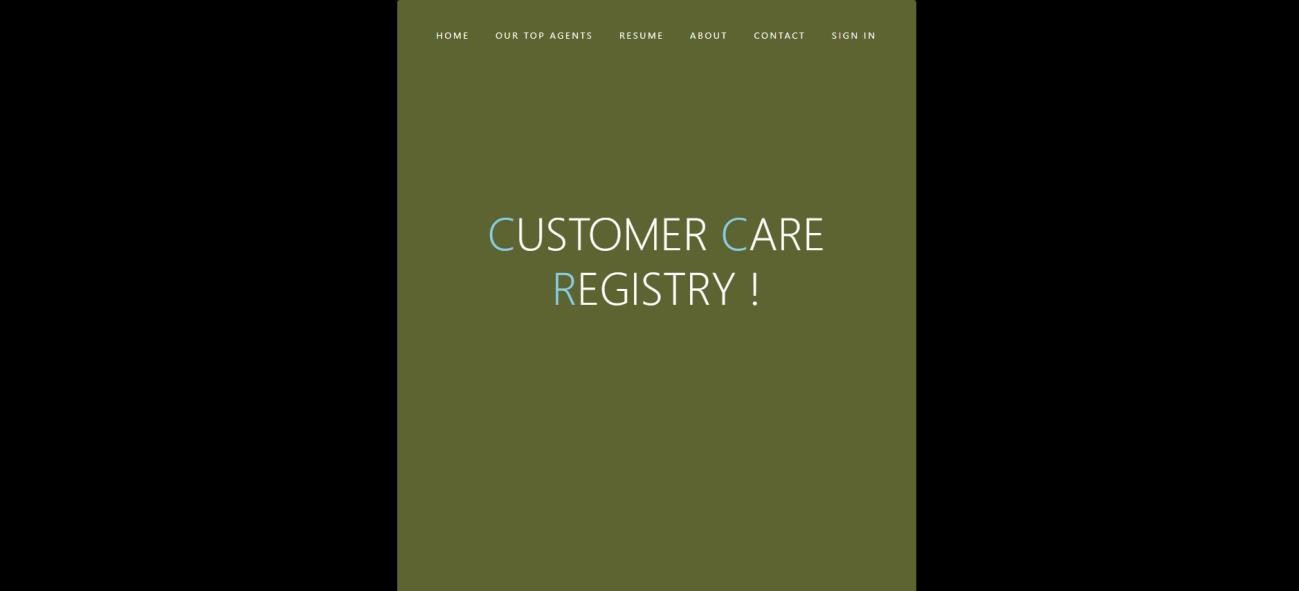 HOME OUR TOP AGENTS RESUME ABOUT CONTACT SIGN IN
CUSTOMER CARE
REGISTRY !